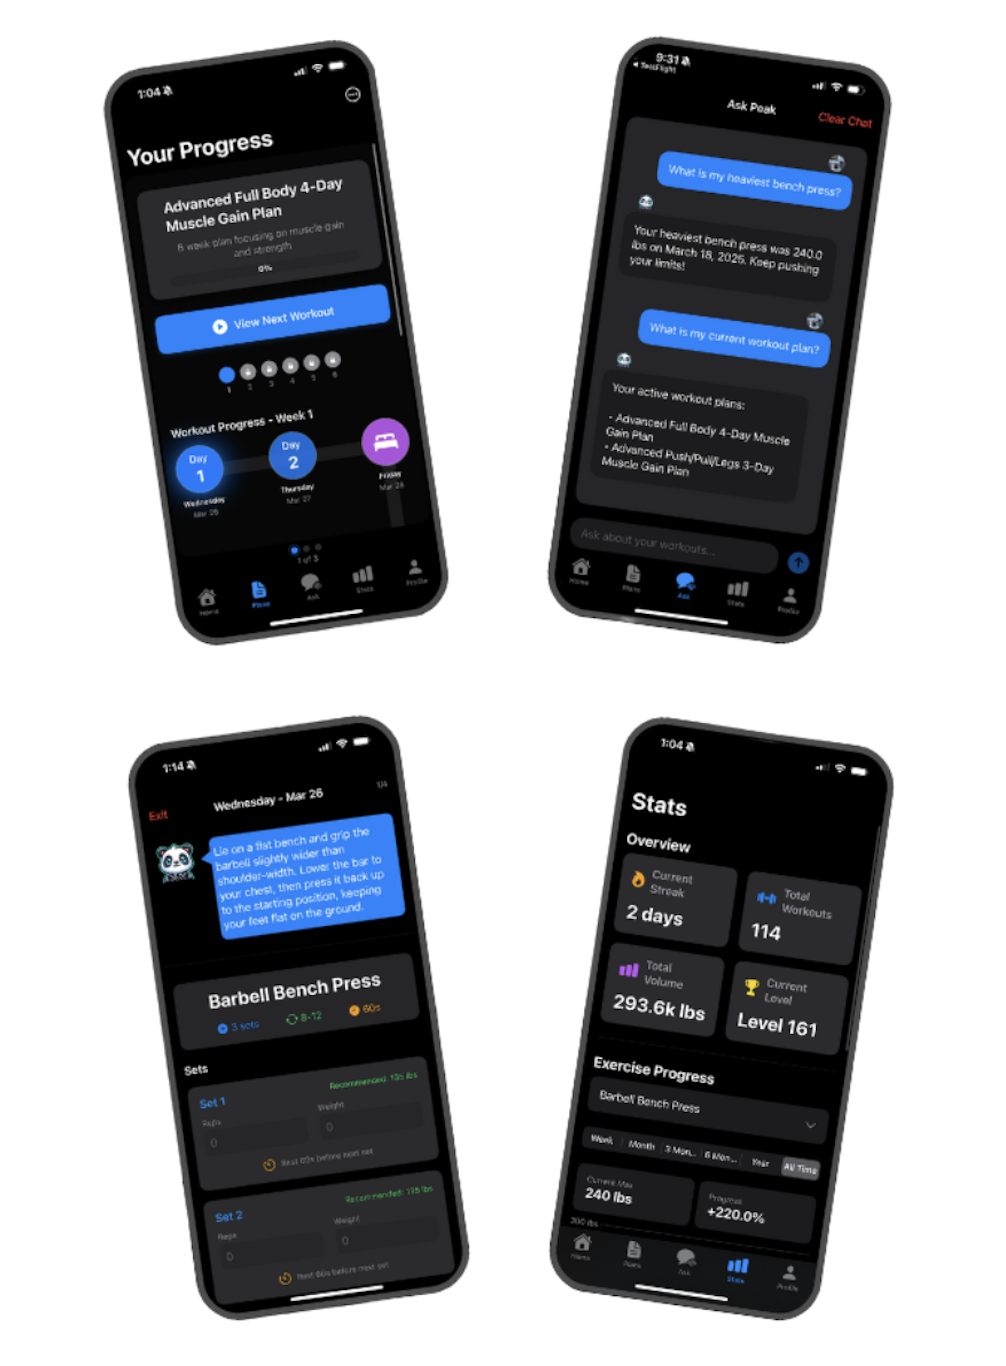 1:04
Your Progress
Advanced Full Body 4-Day
Muscle Gain Plan
6 week plan focusing on muscle gain
and strength
0%
View Next Workout
1 2 3 4 5 6
Workout Progress - Week 1
Day
1
Day
2
Wednesday
Mar 26
Thursday
Mar 27
Friday
Mar 28
1 of 3
Home
Plans
Ask
Stats
Profile
9:31
TestFlight
Ask Peak
Clear Chat
What is my heaviest bench press?
Your heaviest bench press was 240.0
lbs on March 18, 2025. Keep pushing
your limits!
What is my current workout plan?
Your active workout plans:
- Advanced Full Body 4-Day Muscle
Gain Plan
- Advanced Push/Pull/Legs 3-Day
Muscle Gain Plan
Ask about your workouts...
Home
Plans
Ask
Stats
Profile
1:14
Exit
Wednesday - Mar 26
1/4
Lie on a flat bench and grip the
barbell slightly wider than
shoulder-width. Lower the bar to
your chest, then press it back up
to the starting position, keeping
your feet flat on the ground.
Barbell Bench Press
3 sets
8-12
60s
Sets
Set 1
Recommended: 135 lbs
Reps
Weight
0
0
Rest 60s before next set
Set 2
Recommended: 135 lbs
Reps
Weight
0
0
Rest 60s before next set
1:04
Stats
Overview
Current
Streak
2 days
Total
Workouts
114
Total
Volume
293.6k lbs
Current
Level
Level 161
Exercise Progress
Barbell Bench Press
Week
Month
3 Mon...
6 Mon...
Year
All Time
Current Max
240 lbs
Progress
+220.0%
300 lbs
Home
Plans
Ask
Stats
Profile